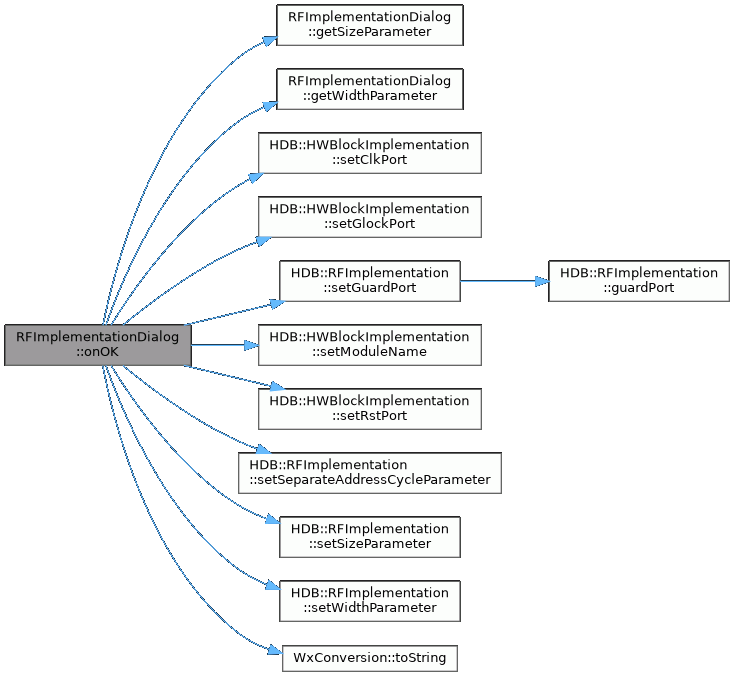 RFImplementationDialog
::getSizeParameter
RFImplementationDialog
::getWidthParameter
HDB::HWBlockImplementation
::setClkPort
HDB::HWBlockImplementation
::setGlockPort
HDB::RFImplementation
::setGuardPort
HDB::RFImplementation
::guardPort
RFImplementationDialog
::onOK
HDB::HWBlockImplementation
::setModuleName
HDB::HWBlockImplementation
::setRstPort
HDB::RFImplementation
::setSeparateAddressCycleParameter
HDB::RFImplementation
::setSizeParameter
HDB::RFImplementation
::setWidthParameter
WxConversion::toString